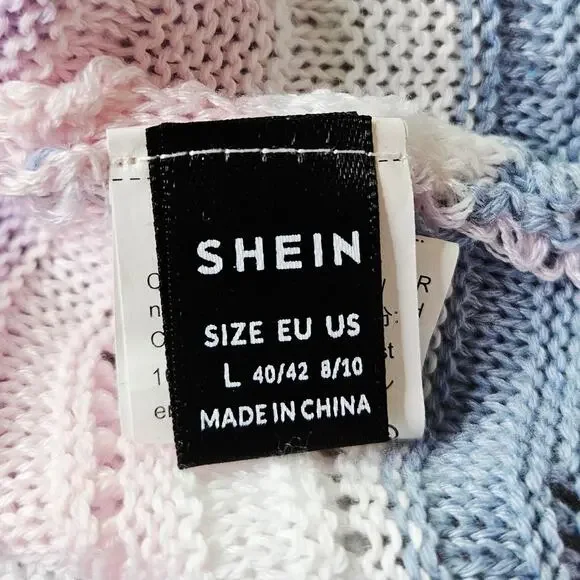 SHEIN
SIZE EU US
L 40/42 8/10
MADE IN CHINA